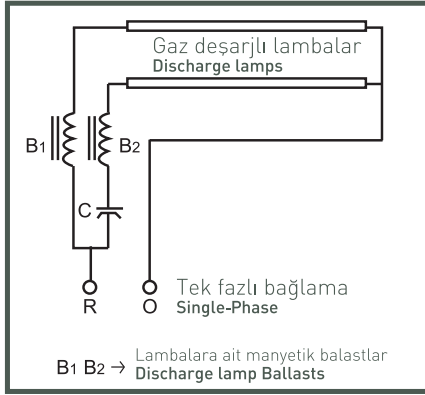 Gaz deşarjlı lambalar
Discharge lamps
B1
B2
C
R
O
Tek fazlı bağlama
Single-Phase
B1 B2 → Lambalara ait manyetik balastlar
Discharge lamp Ballasts